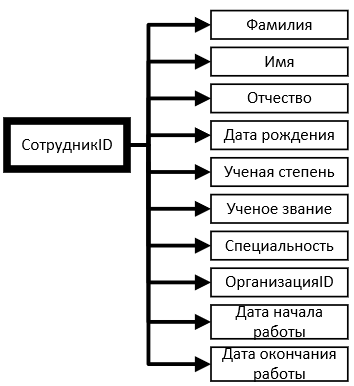 Фамилия
Имя
Отчество
СотрудникID
Дата рождения
Ученая степень
Ученое звание
Специальность
ОрганизацияID
Дата начала
работы
Дата окончания
работы